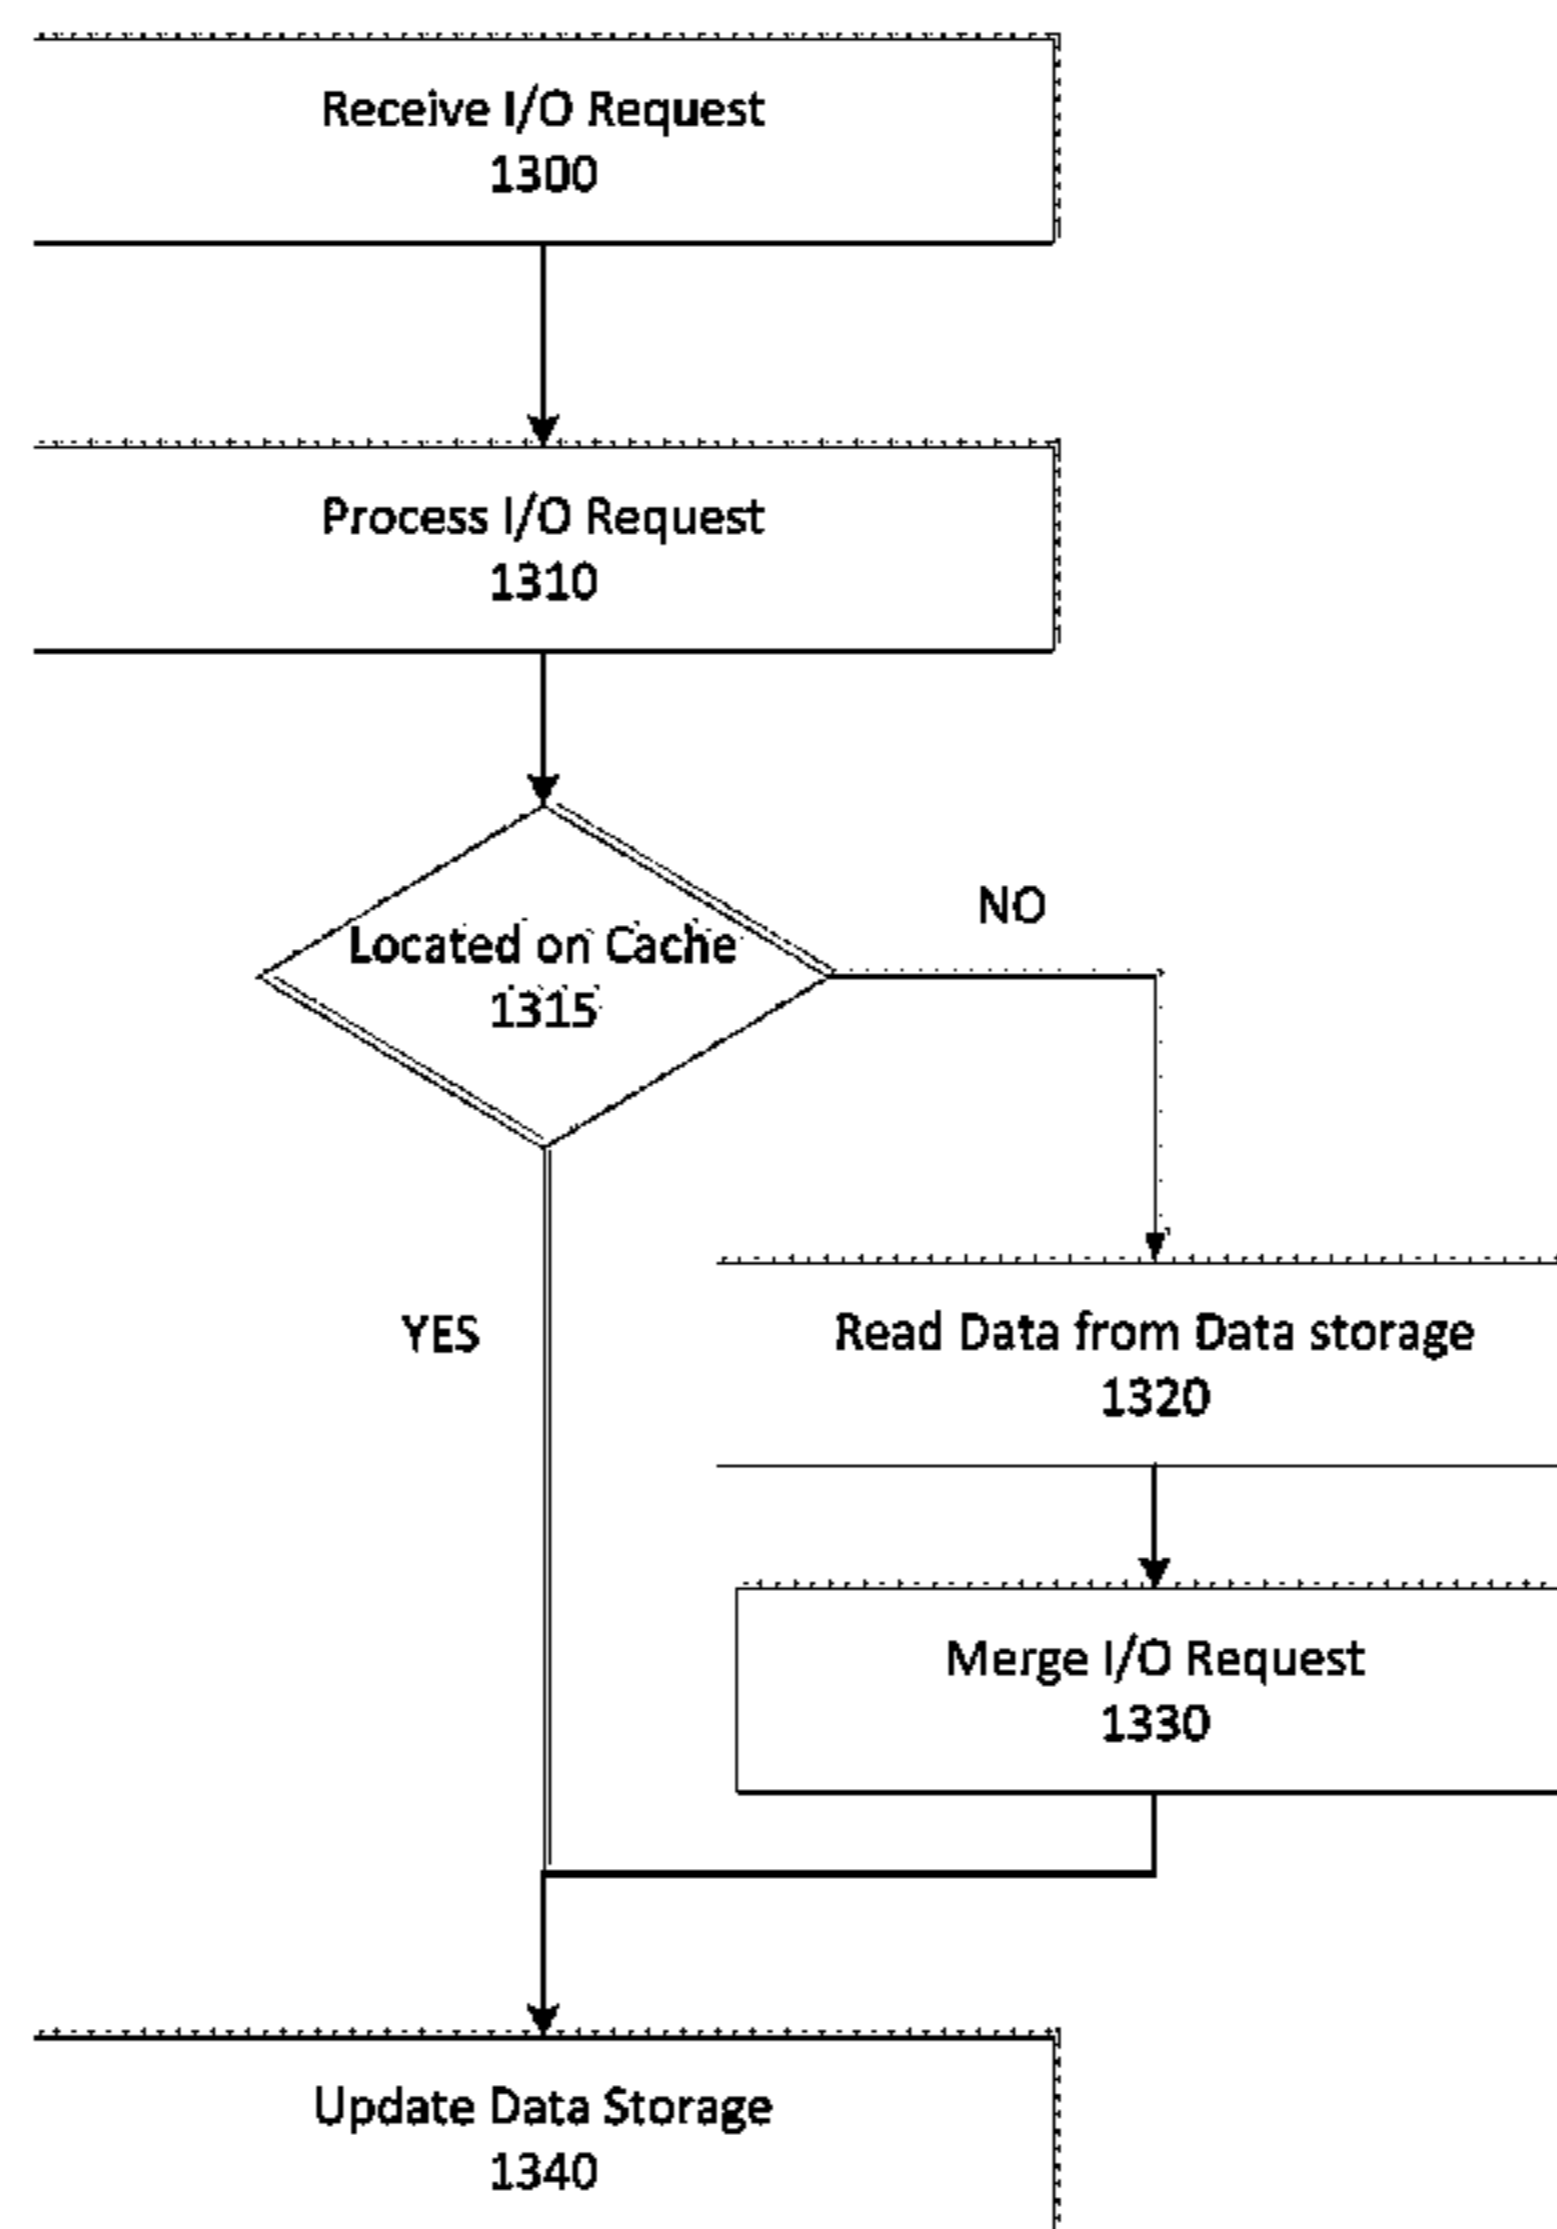 Receive I/O Request
1300
Process I/O Request
1310
Located on Cache
1315
NO
YES
Read Data from Data storage
1320
Merge I/O Request
1330
Update Data Storage
1340